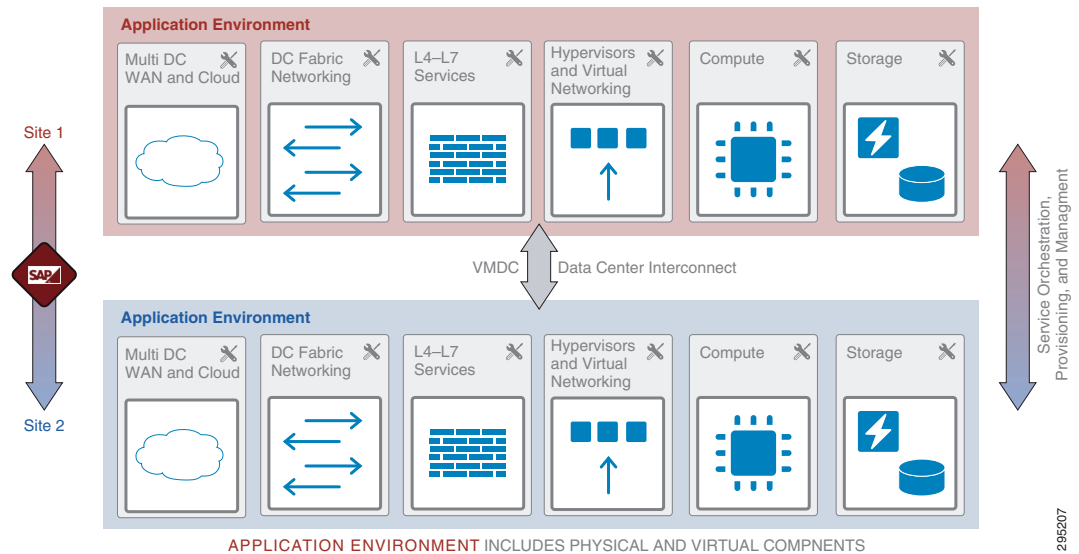 Application Environment
Multi DC
WAN and Cloud
DC Fabric
Networking
L4–L7
Services
Hypervisors
and Virtual
Networking
Compute
Storage
Site 1
SAP
Site 2
VMDC
Data Center Interconnect
Service Orchestration,
Provisioning, and Managment
Application Environment
Multi DC
WAN and Cloud
DC Fabric
Networking
L4–L7
Services
Hypervisors
and Virtual
Networking
Compute
Storage
APPLICATION ENVIRONMENT INCLUDES PHYSICAL AND VIRTUAL COMPNENTS
295207